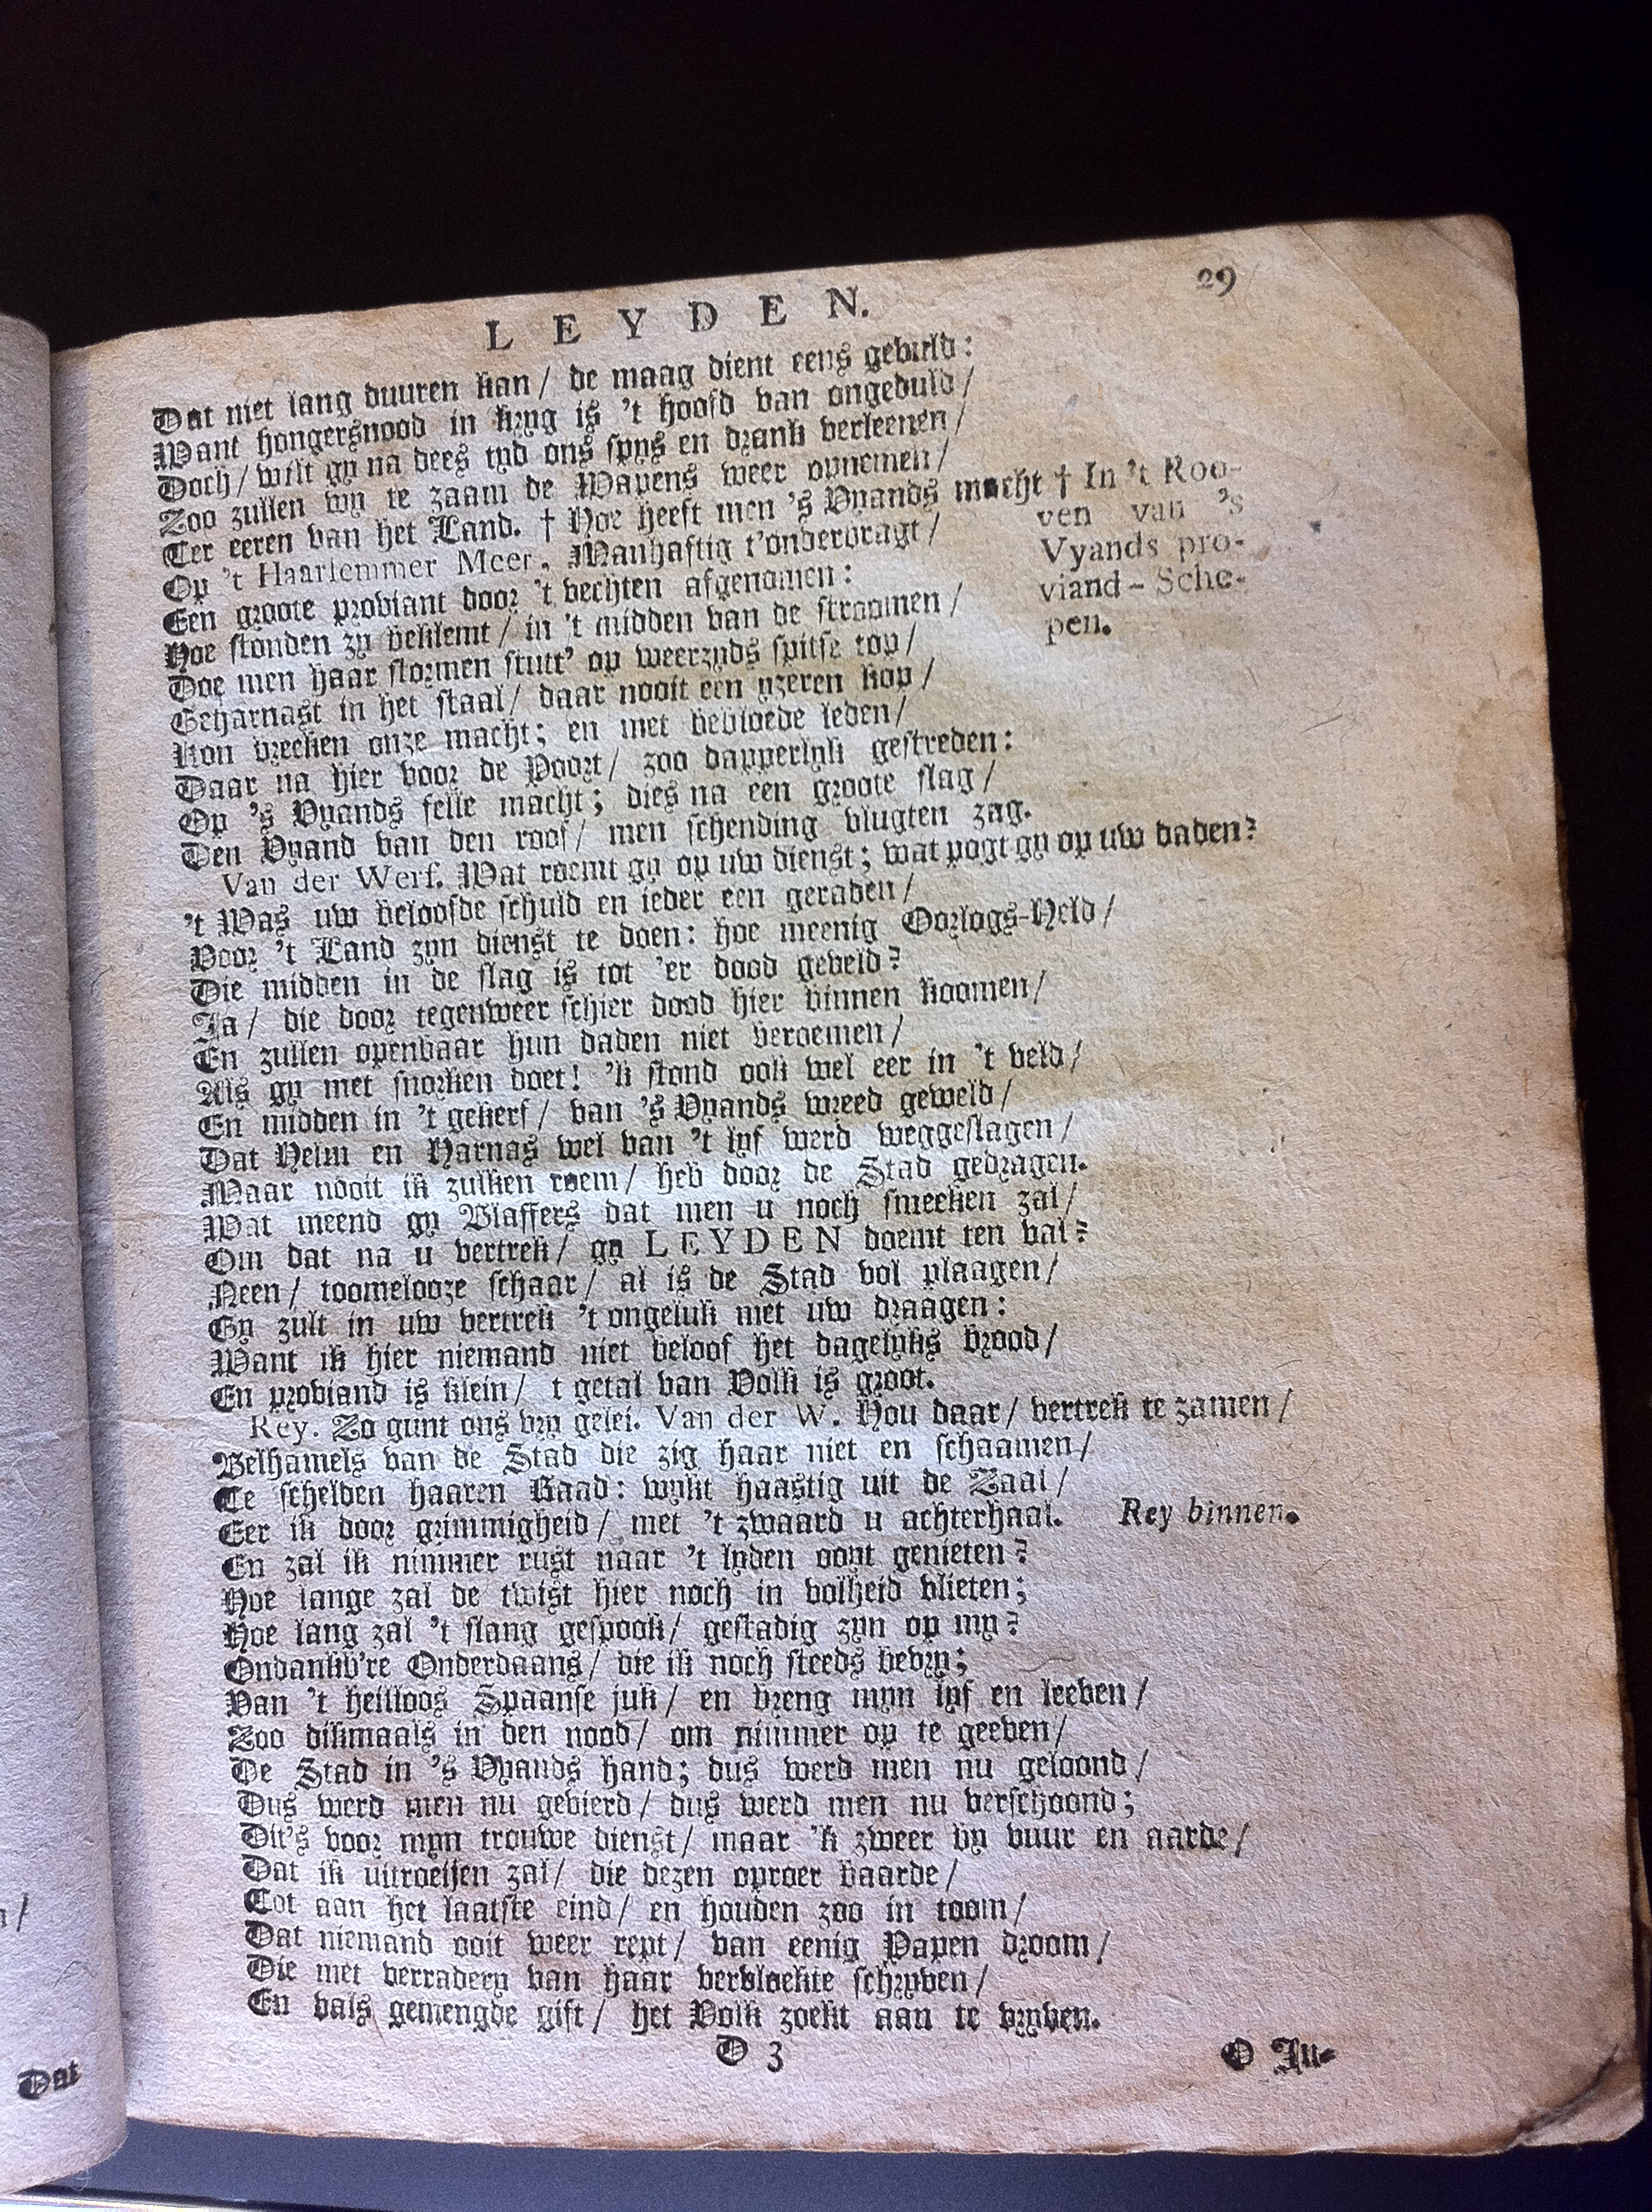 LEYDEN. 29
Dat niet lang duuren kan / de maag dient eens gevuld:
Want hongersnood in kryg is 't hoofd van ongeduld /
Doch / wilt gy na dees tyd ons spys en drank verleenen /
Zoo zullen wy te zaam de Wapens weer opnemen /
Ter eeren van het Land. † Hoe heeft men 's Vyands macht † In 't Roo-
Op 't Haarlemmer Meer, Manhaftig t'onderbragt / ven van 's
Een groote proviant door 't vechten afgenomen: Vyands pro-
Hoe stonden zy beklemt / in 't midden van de stroomen / viand-Sche-
Doe men haar stormen stutt' op weerzyds spitse top / pen.
Geharnast in het staal / daar nooit een yzeren kop /
Kon breeken onze macht; en met bebloede leden /
Daar na hier voor de Poort / zoo dapperlyk gestreden:
Op 's Vyands felle macht; dies na een groote slag /
Den Vyand van den roof / men schending vlugten zag.
Van der Werf. Wat roemt gy op uw dienst; wat pogt gy op uw daden?
't Was uw beloofde schuld en ieder een geraden /
Voor 't Land zyn dienst te doen: hoe meenig Oorlogs-Held /
Die midden in de slag is tot 'er dood geveld?
Ja / die door tegenweer schier dood hier binnen koomen /
En zullen openbaar hun daden niet beroemen /
Als gy met snorken doet! 'k stond ook wel eer in 't veld /
En midden in 't gekerf / van 's Vyands wreed geweld /
Dat Helm en Harnas wel van 't lyf werd weggeslagen /
Maar nooit ik zulken roem / heb door de Stad gedragen.
Wat meend gy Blaffers dat men u noch smeeken zal /
Om dat na u vertrek / gy LEYDEN doemt ten val?
Neen / toomelooze schaar / al is de Stad vol plaagen /
Gy zult in uw vertrek 't ongeluk met uw draagen:
Want ik hier niemand niet beloof het dagelyks brood /
En proviand is klein / t getal van Volk is groot.
Rey. Zo gunt ons vry gelei. Van der W. Hou daar / vertrek te zamen /
Belhamels van de Stad die zig haar niet en schaamen /
Te schelden haaren Raad: wykt haastig uit de Zaal /
Eer ik door grimmigheid / met 't zwaard u achterhaal. Rey binnen.
En zal ik nimmer rust naar 't lyden ooyt genieten?
Hoe lange zal de twist hier noch in volheid vlieten;
Hoe lang zal 't slang gespook / gestadig zyn op my?
Ondankb're Onderdaans / die ik noch steeds bevry;
Van 't heilloos Spaanse juk / en breng myn lyf en leeven /
Zoo dikmaals in den nood / om nimmer op te geeven /
De Stad in 's Vyands hand; dus werd men nu geloond /
Dus werd men nu gevierd / dus werd men nu verschoond;
Dit's voor myn trouwe dienst / maar 'k zweer by vuur en aarde /
Dat ik uitroeijen zal / die dezen oproer baarde /
Tot aan het laatste eind / en houden zoo in toom /
Dat niemand ooit weer rept / van eenig Papen droom /
Die met verradery van haar vervloekte schryven /
En vals gemengde gift / het Volk zoekt aan te dryven.
D 3 O Ju-
n /
Dat